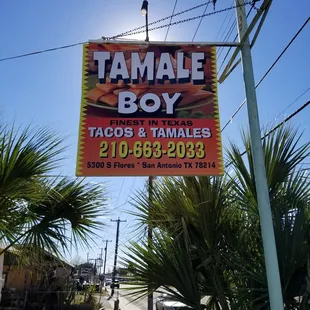 TAMALE
BOY
FINEST IN TEXAS
TACOS & TAMALES
210-663-2033
5300 S Flores * San Antonio TX 78214